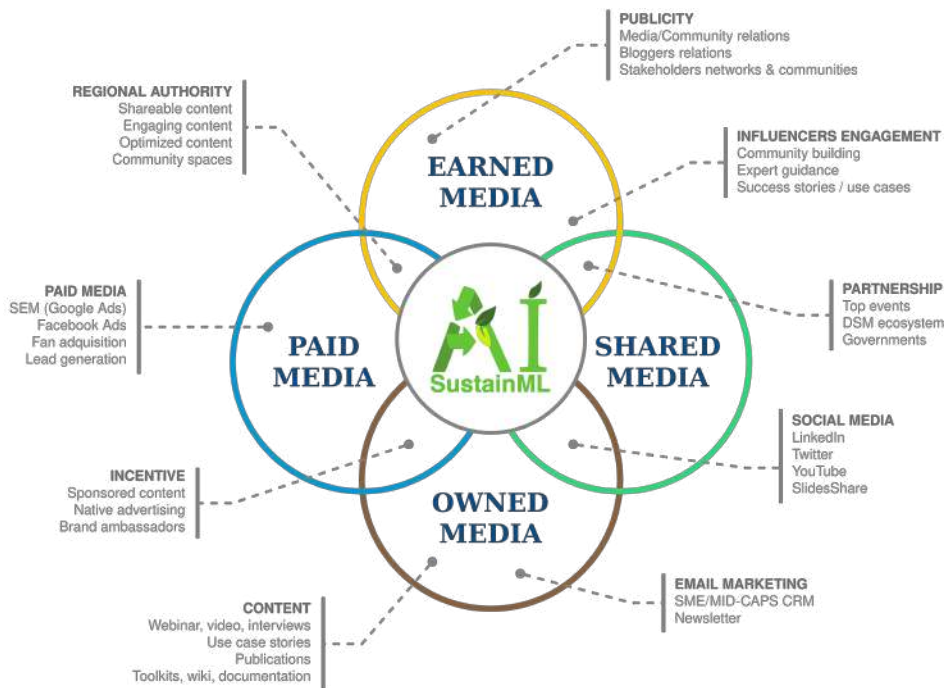 PUBLICITY
Media/Community relations
Bloggers relations
Stakeholders networks & communities
REGIONAL AUTHORITY
Shareable content
Engaging content
Optimized content
Community spaces
INFLUENCERS ENGAGEMENT
Community building
Expert guidance
Success stories / use cases
EARNED
MEDIA
PAID MEDIA
SEM (Google Ads)
Facebook Ads
Fan adquisition
Lead generation
PARTNERSHIP
Top events
DSM ecosystem
Governments
PAID
MEDIA
AI
SustainML
SHARED
MEDIA
SOCIAL MEDIA
LinkedIn
Twitter
YouTube
SlidesShare
INCENTIVE
Sponsored content
Native advertising
Brand ambassadors
OWNED
MEDIA
EMAIL MARKETING
SME/MID-CAPS CRM
Newsletter
CONTENT
Webinar, video, interviews
Use case stories
Publications
Toolkits, wiki, documentation